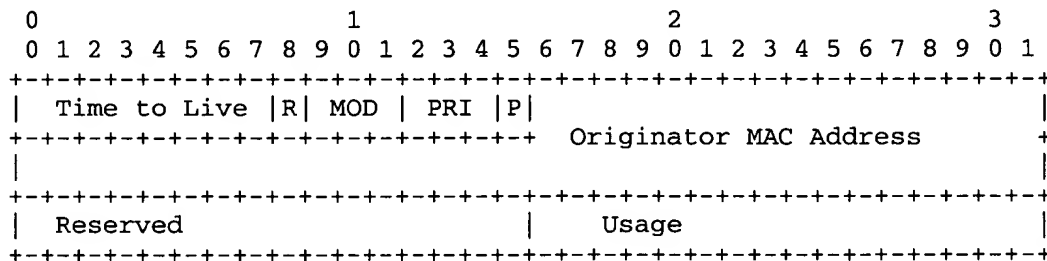 0                   1                   2                   3
 0 1 2 3 4 5 6 7 8 9 0 1 2 3 4 5 6 7 8 9 0 1 2 3 4 5 6 7 8 9 0 1
+-+-+-+-+-+-+-+-+-+-+-+-+-+-+-+-+-+-+-+-+-+-+-+-+-+-+-+-+-+-+-+-+
|  Time to Live |R| MOD |  PRI |P|                               |
+-+-+-+-+-+-+-+-+-+-+-+-+-+-+-+-+  Originator MAC Address       +
|                                                               |
+-+-+-+-+-+-+-+-+-+-+-+-+-+-+-+-+-+-+-+-+-+-+-+-+-+-+-+-+-+-+-+-+
|  Reserved                     |    Usage                      |
+-+-+-+-+-+-+-+-+-+-+-+-+-+-+-+-+-+-+-+-+-+-+-+-+-+-+-+-+-+-+-+-+